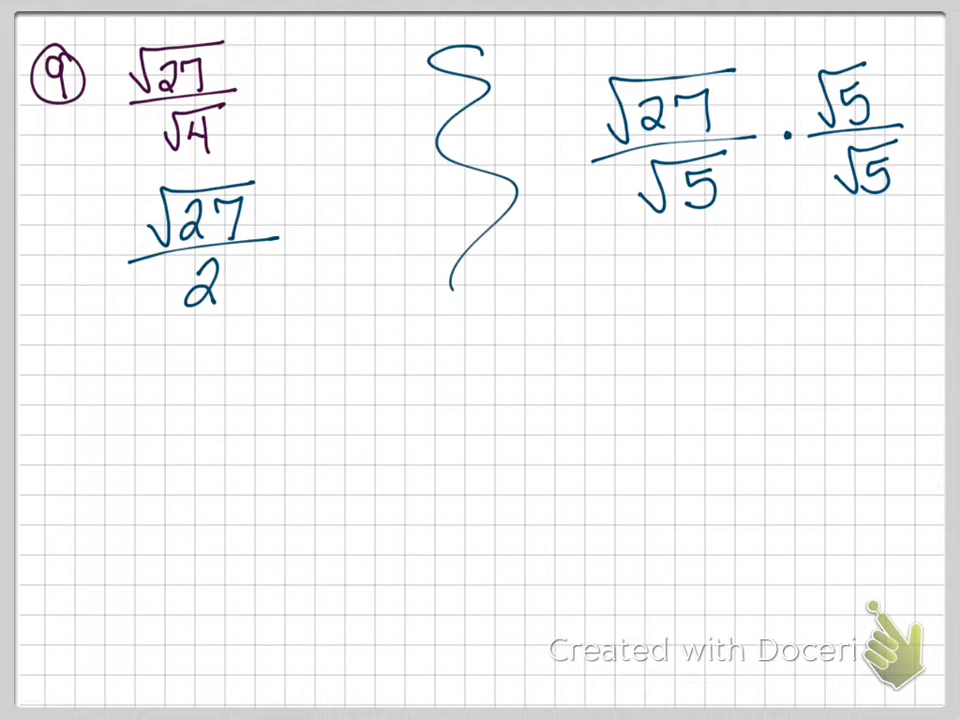 ⑨ √27/√4
√27/2
√27/√5 · √5/√5
Created with Doceri